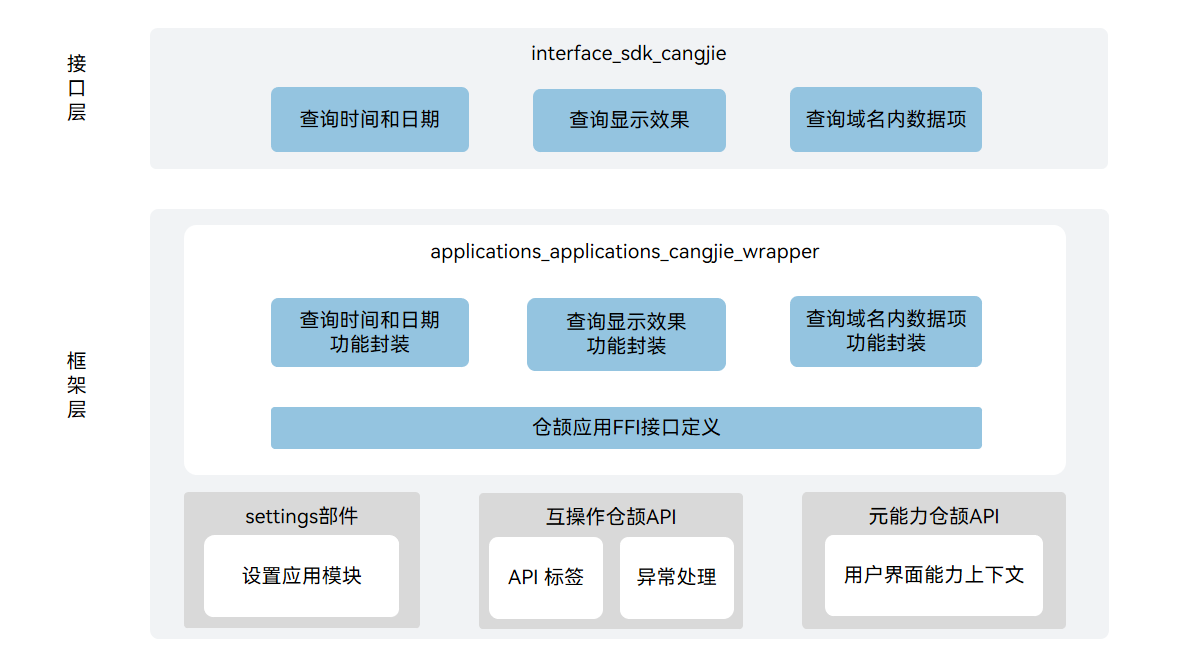 接口层
interface_sdk_cangjie
查询时间和日期
查询显示效果
查询域名内数据项
框架层
applications_applications_cangjie_wrapper
查询时间和日期
功能封装
查询显示效果
功能封装
查询域名内数据项
功能封装
仓颉应用FFI接口定义
settings部件
设置应用模块
互操作仓颉API
API 标签
异常处理
元能力仓颉API
用户界面能力上下文